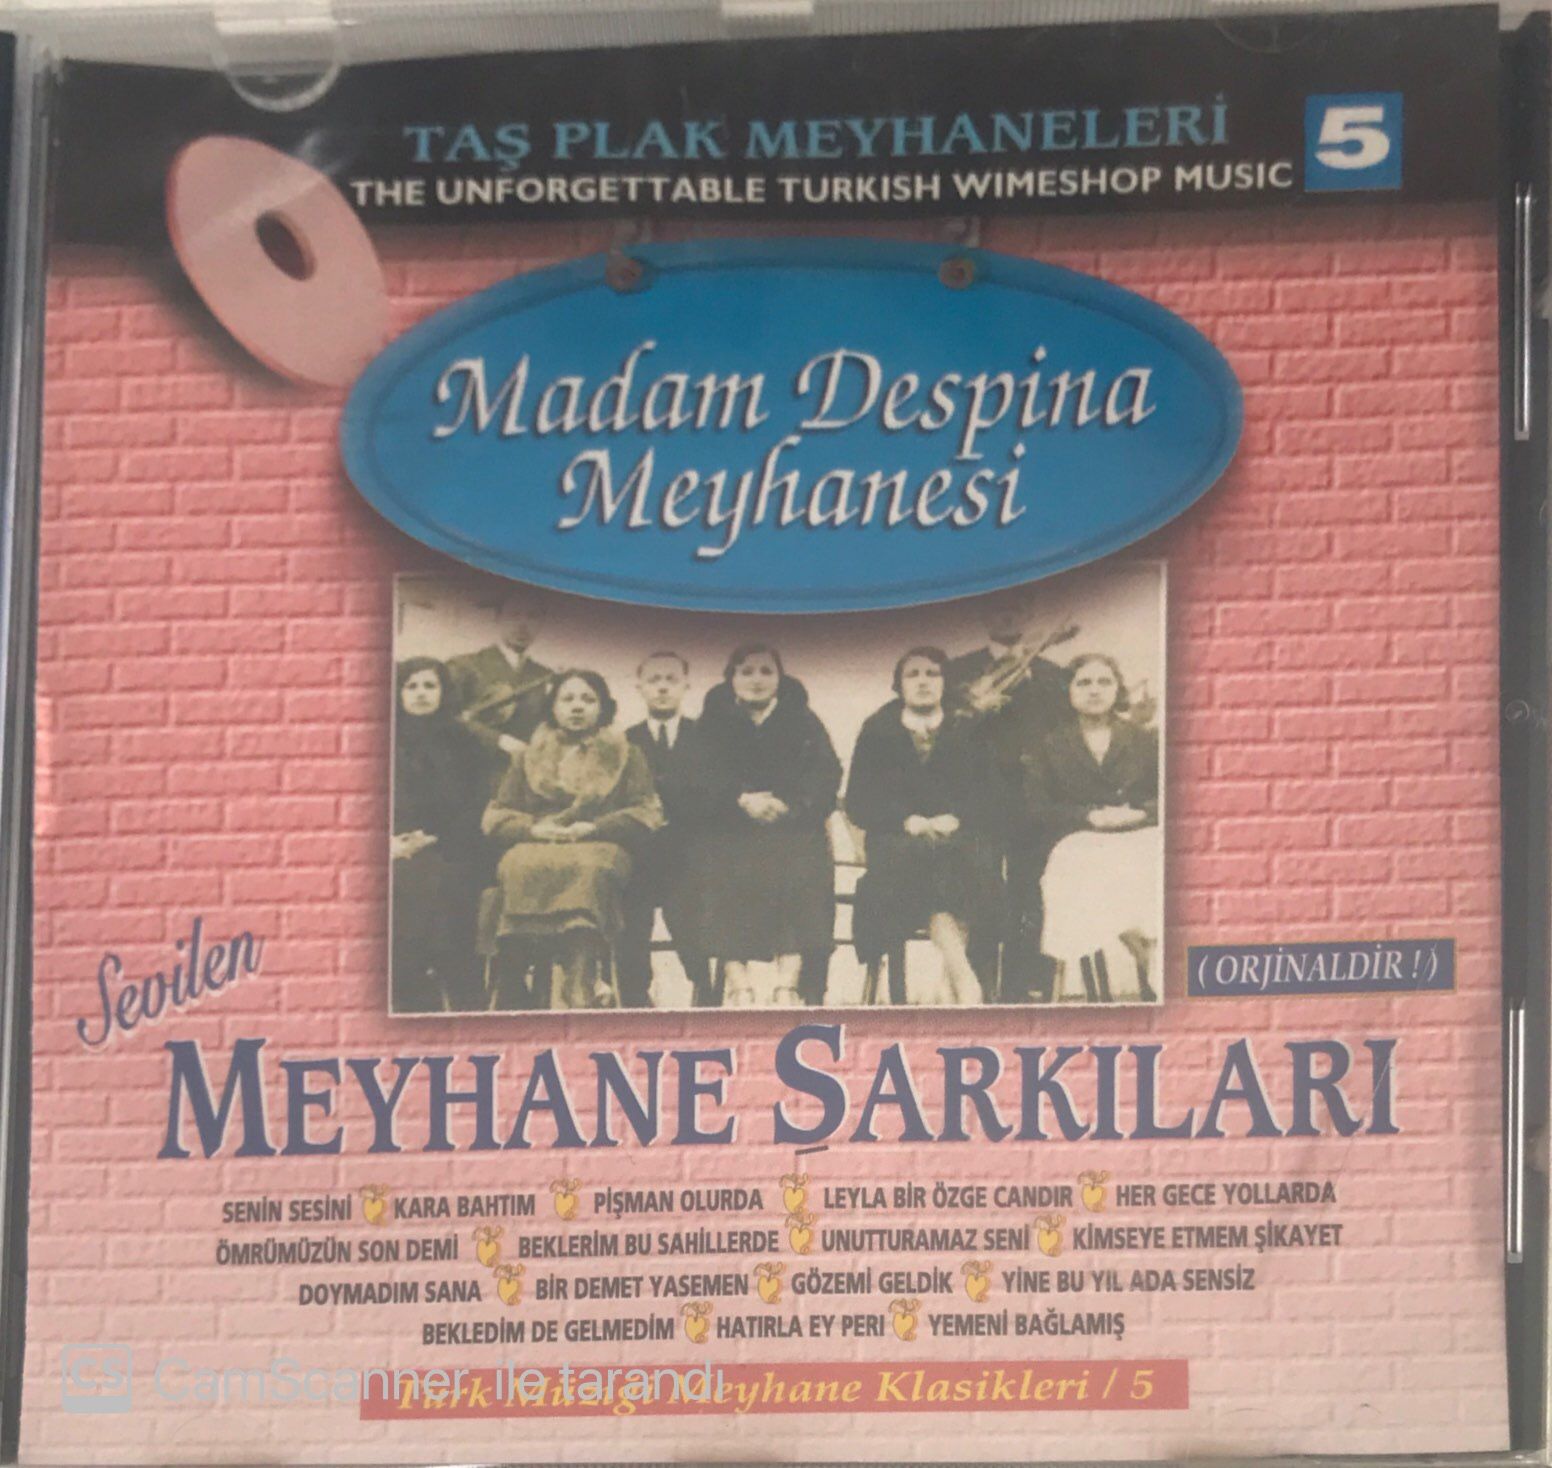 TAŞ PLAK MEYHANELERİ 5
THE UNFORGETTABLE TURKISH WIMESHOP MUSIC
Madam Despina
Meyhanesi
(ORJİNALDİR!)
Sevilen
MEYHANE ŞARKILARI
SENİN SESİNİ KARA BAHTIM PİŞMAN OLURDA LEYLA BİR ÖZGE CANDIR HER GECE YOLLARDA
ÖMRÜMÜZÜN SON DEMİ BEKLERİM BU SAHİLLERDE UNUTTURAMAZ SENİ KİMSEYE ETMEM ŞİKAYET
DOYMADIM SANA BİR DEMET YASEMEN GÖZEMİ GELDİK YİNE BU YIL ADA SENSİZ
BEKLEDİM DE GELMEDİM HATIRLA EY PERI YEMENİ BAĞLAMIŞ
Türk Müziği Meyhane Klasikleri / 5
CS CamScanner ile tarandı